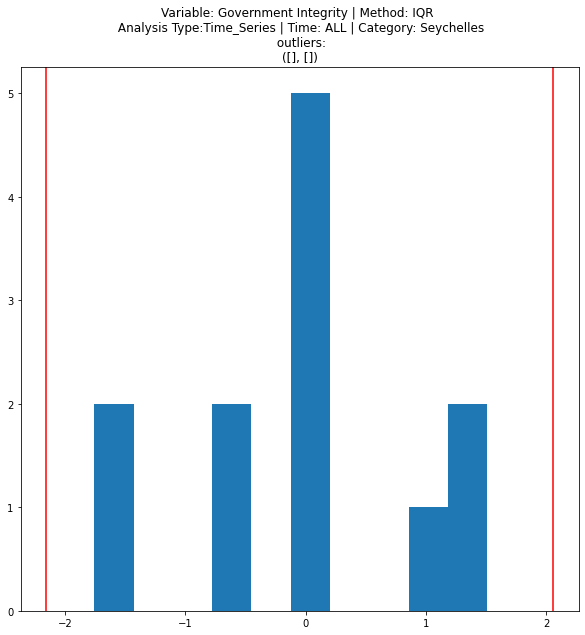 Variable: Government Integrity | Method: IQR
Analysis Type:Time_Series | Time: ALL | Category: Seychelles
outliers:
([], [])
5
4
3
2
1
0
−2 −1 0 1 2